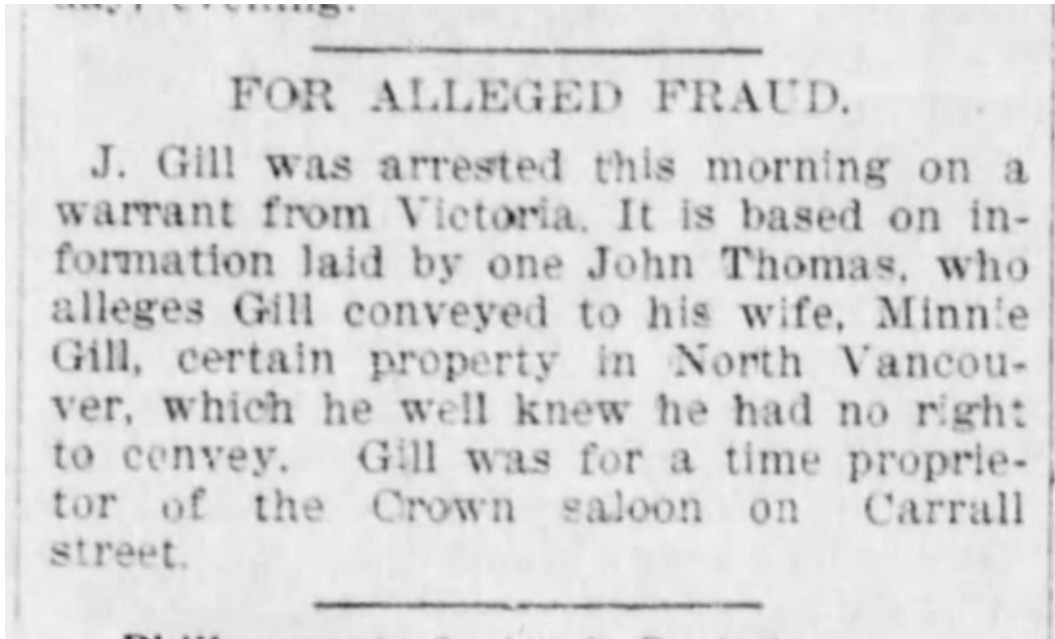 evening.
FOR ALLEGED FRAUD.
J. Gill was arrested this morning on a
warrant from Victoria. It is based on in-
formation laid by one John Thomas, who
alleges Gill conveyed to his wife, Minnie
Gill, certain property in North Vancou-
ver, which he well knew he had no right
to convey. Gill was for a time proprie-
tor of the Crown saloon on Carrall
street.